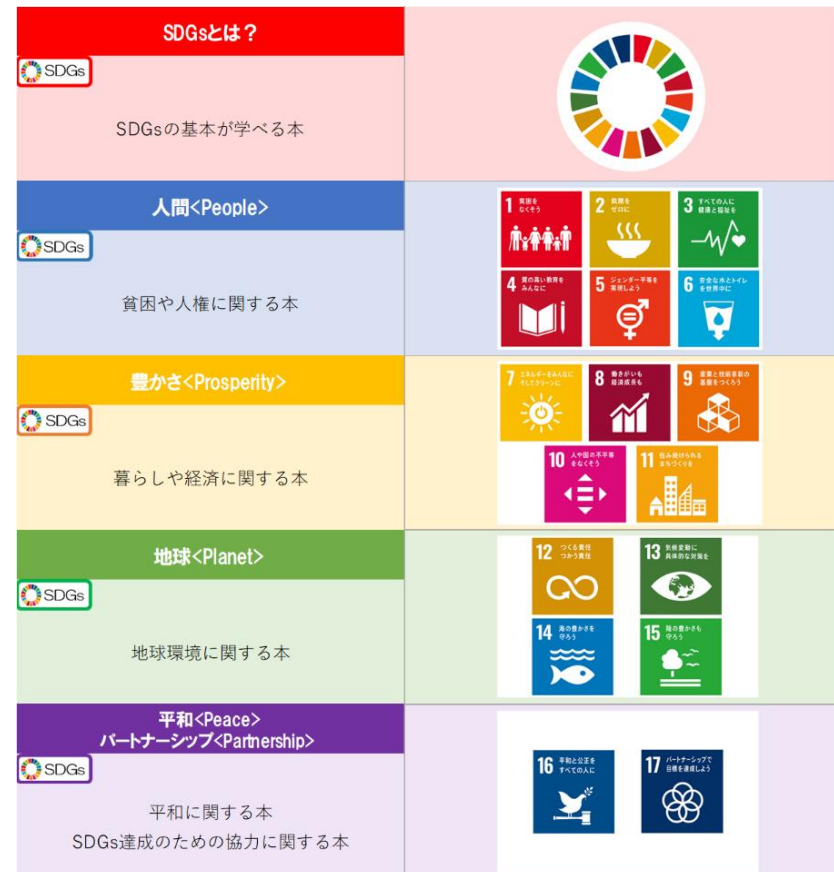 SDGsとは？
SDGs
SDGsの基本が学べる本
人間<People>
SDGs
貧困や人権に関する本
1 貧困を
なくそう
2 飢餓を
ゼロに
3 すべての人に
健康と福祉を
4 質の高い教育を
みんなに
5 ジェンダー平等を
実現しよう
6 安全な水とトイレ
を世界中に
豊かさ<Prosperity>
SDGs
暮らしや経済に関する本
7 エネルギーをみんなに
そしてクリーンに
8 働きがいも
経済成長も
9 産業と技術革新の
基盤をつくろう
10 人や国の不平等
をなくそう
11 住み続けられる
まちづくりを
地球<Planet>
SDGs
地球環境に関する本
12 つくる責任
つかう責任
13 気候変動に
具体的な対策を
14 海の豊かさを
守ろう
15 陸の豊かさも
守ろう
平和<Peace>
パートナーシップ<Partnership>
SDGs
平和に関する本
SDGs達成のための協力に関する本
16 平和と公正を
すべての人に
17 パートナーシップで
目標を達成しよう